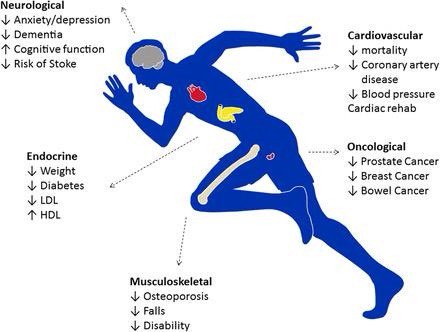 Neurological
↓ Anxiety/depression
↓ Dementia
↑ Cognitive function
↓ Risk of Stoke
Cardiovascular
↓ mortality
↓ Coronary artery
disease
↓ Blood pressure
Cardiac rehab
Endocrine
↓ Weight
↓ Diabetes
↓ LDL
↑ HDL
Oncological
↓ Prostate Cancer
↓ Breast Cancer
↓ Bowel Cancer
Musculoskeletal
↓ Osteoporosis
↓ Falls
↓ Disability